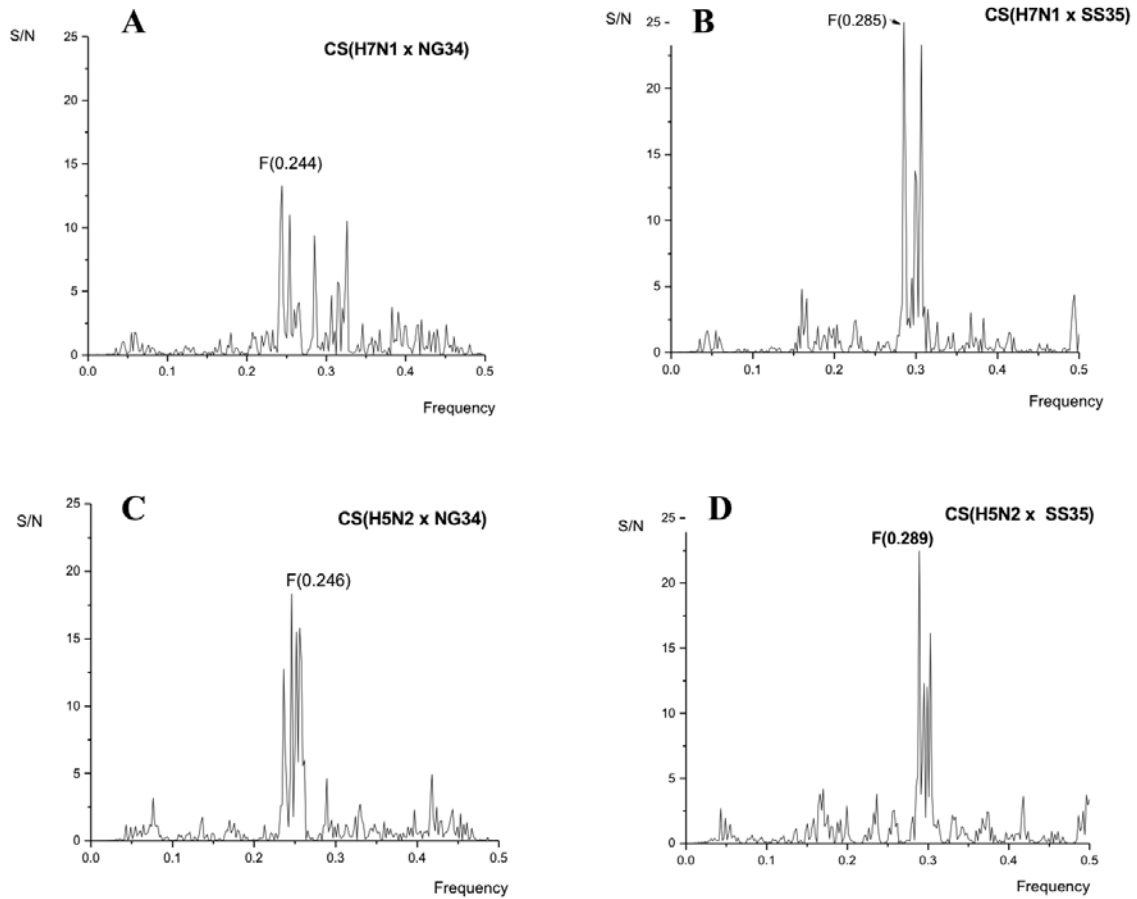 A
S/N
CS(H7N1 x NG34)
25
20
15
10
5
0
F(0.244)
0.0 0.1 0.2 0.3 0.4 0.5
Frequency
B
S/N
CS(H7N1 x SS35)
25
20
15
10
5
0
F(0.285)
0.0 0.1 0.2 0.3 0.4 0.5
Frequency
C
S/N
CS(H5N2 x NG34)
25
20
15
10
5
0
F(0.246)
0.0 0.1 0.2 0.3 0.4 0.5
Frequency
D
S/N
CS(H5N2 x SS35)
25
20
15
10
5
0
F(0.289)
0.0 0.1 0.2 0.3 0.4 0.5
Frequency